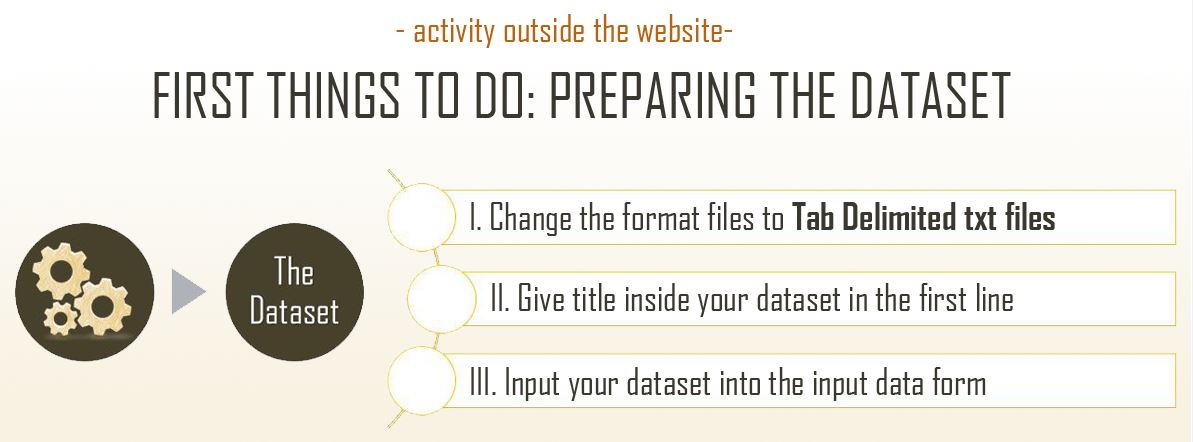 - activity outside the website-
FIRST THINGS TO DO: PREPARING THE DATASET
The
Dataset
I. Change the format files to Tab Delimited txt files
II. Give title inside your dataset in the first line
III. Input your dataset into the input data form